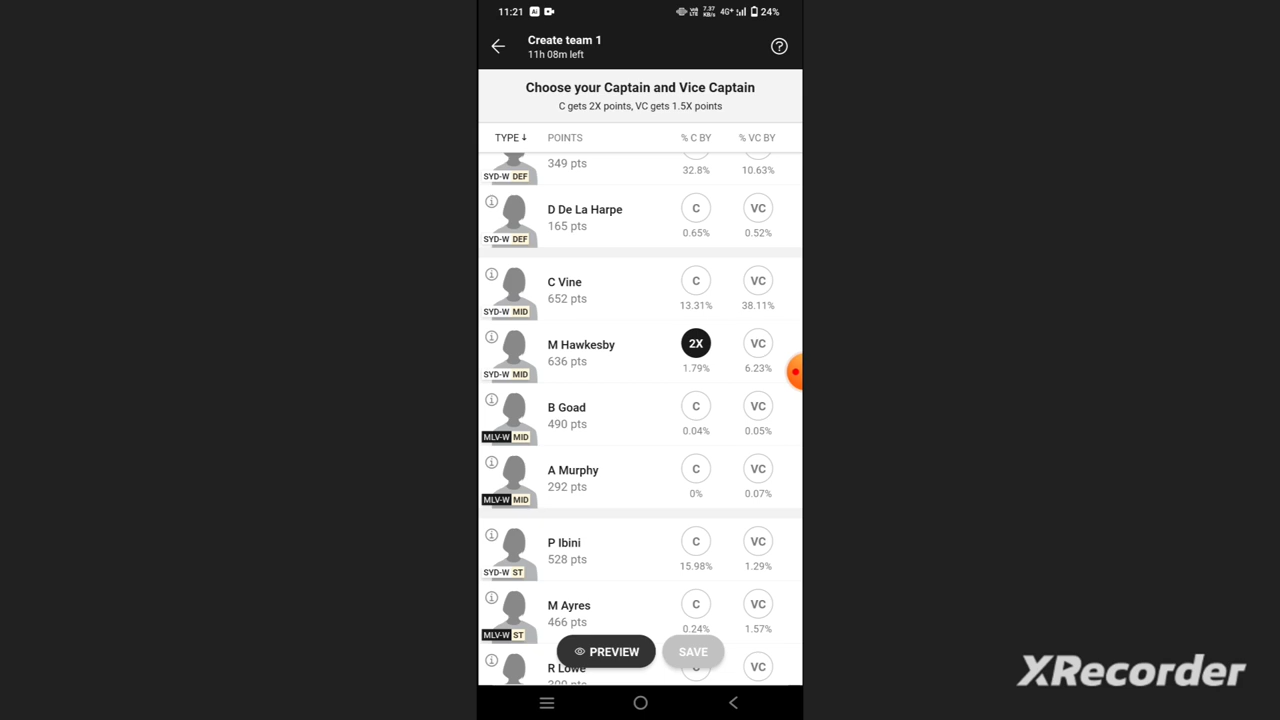 11:21 Ai 7.37 KB/s 4G+ 24%
Create team 1
11h 08m left
Choose your Captain and Vice Captain
C gets 2X points, VC gets 1.5X points
TYPE POINTS % C BY % VC BY
349 pts
SYD-W DEF 32.8% 10.63%
D De La Harpe C VC
165 pts
SYD-W DEF 0.65% 0.52%
C Vine C VC
652 pts
SYD-W MID 13.31% 38.11%
M Hawkesby 2X VC
636 pts
SYD-W MID 1.79% 6.23%
B Goad C VC
490 pts
MLV-W MID 0.04% 0.05%
A Murphy C VC
292 pts
MLV-W MID 0% 0.07%
P Ibini C VC
528 pts
SYD-W ST 15.98% 1.29%
M Ayres C VC
466 pts
MLV-W ST 0.24% 1.57%
PREVIEW SAVE
R Lowe VC
XRecorder